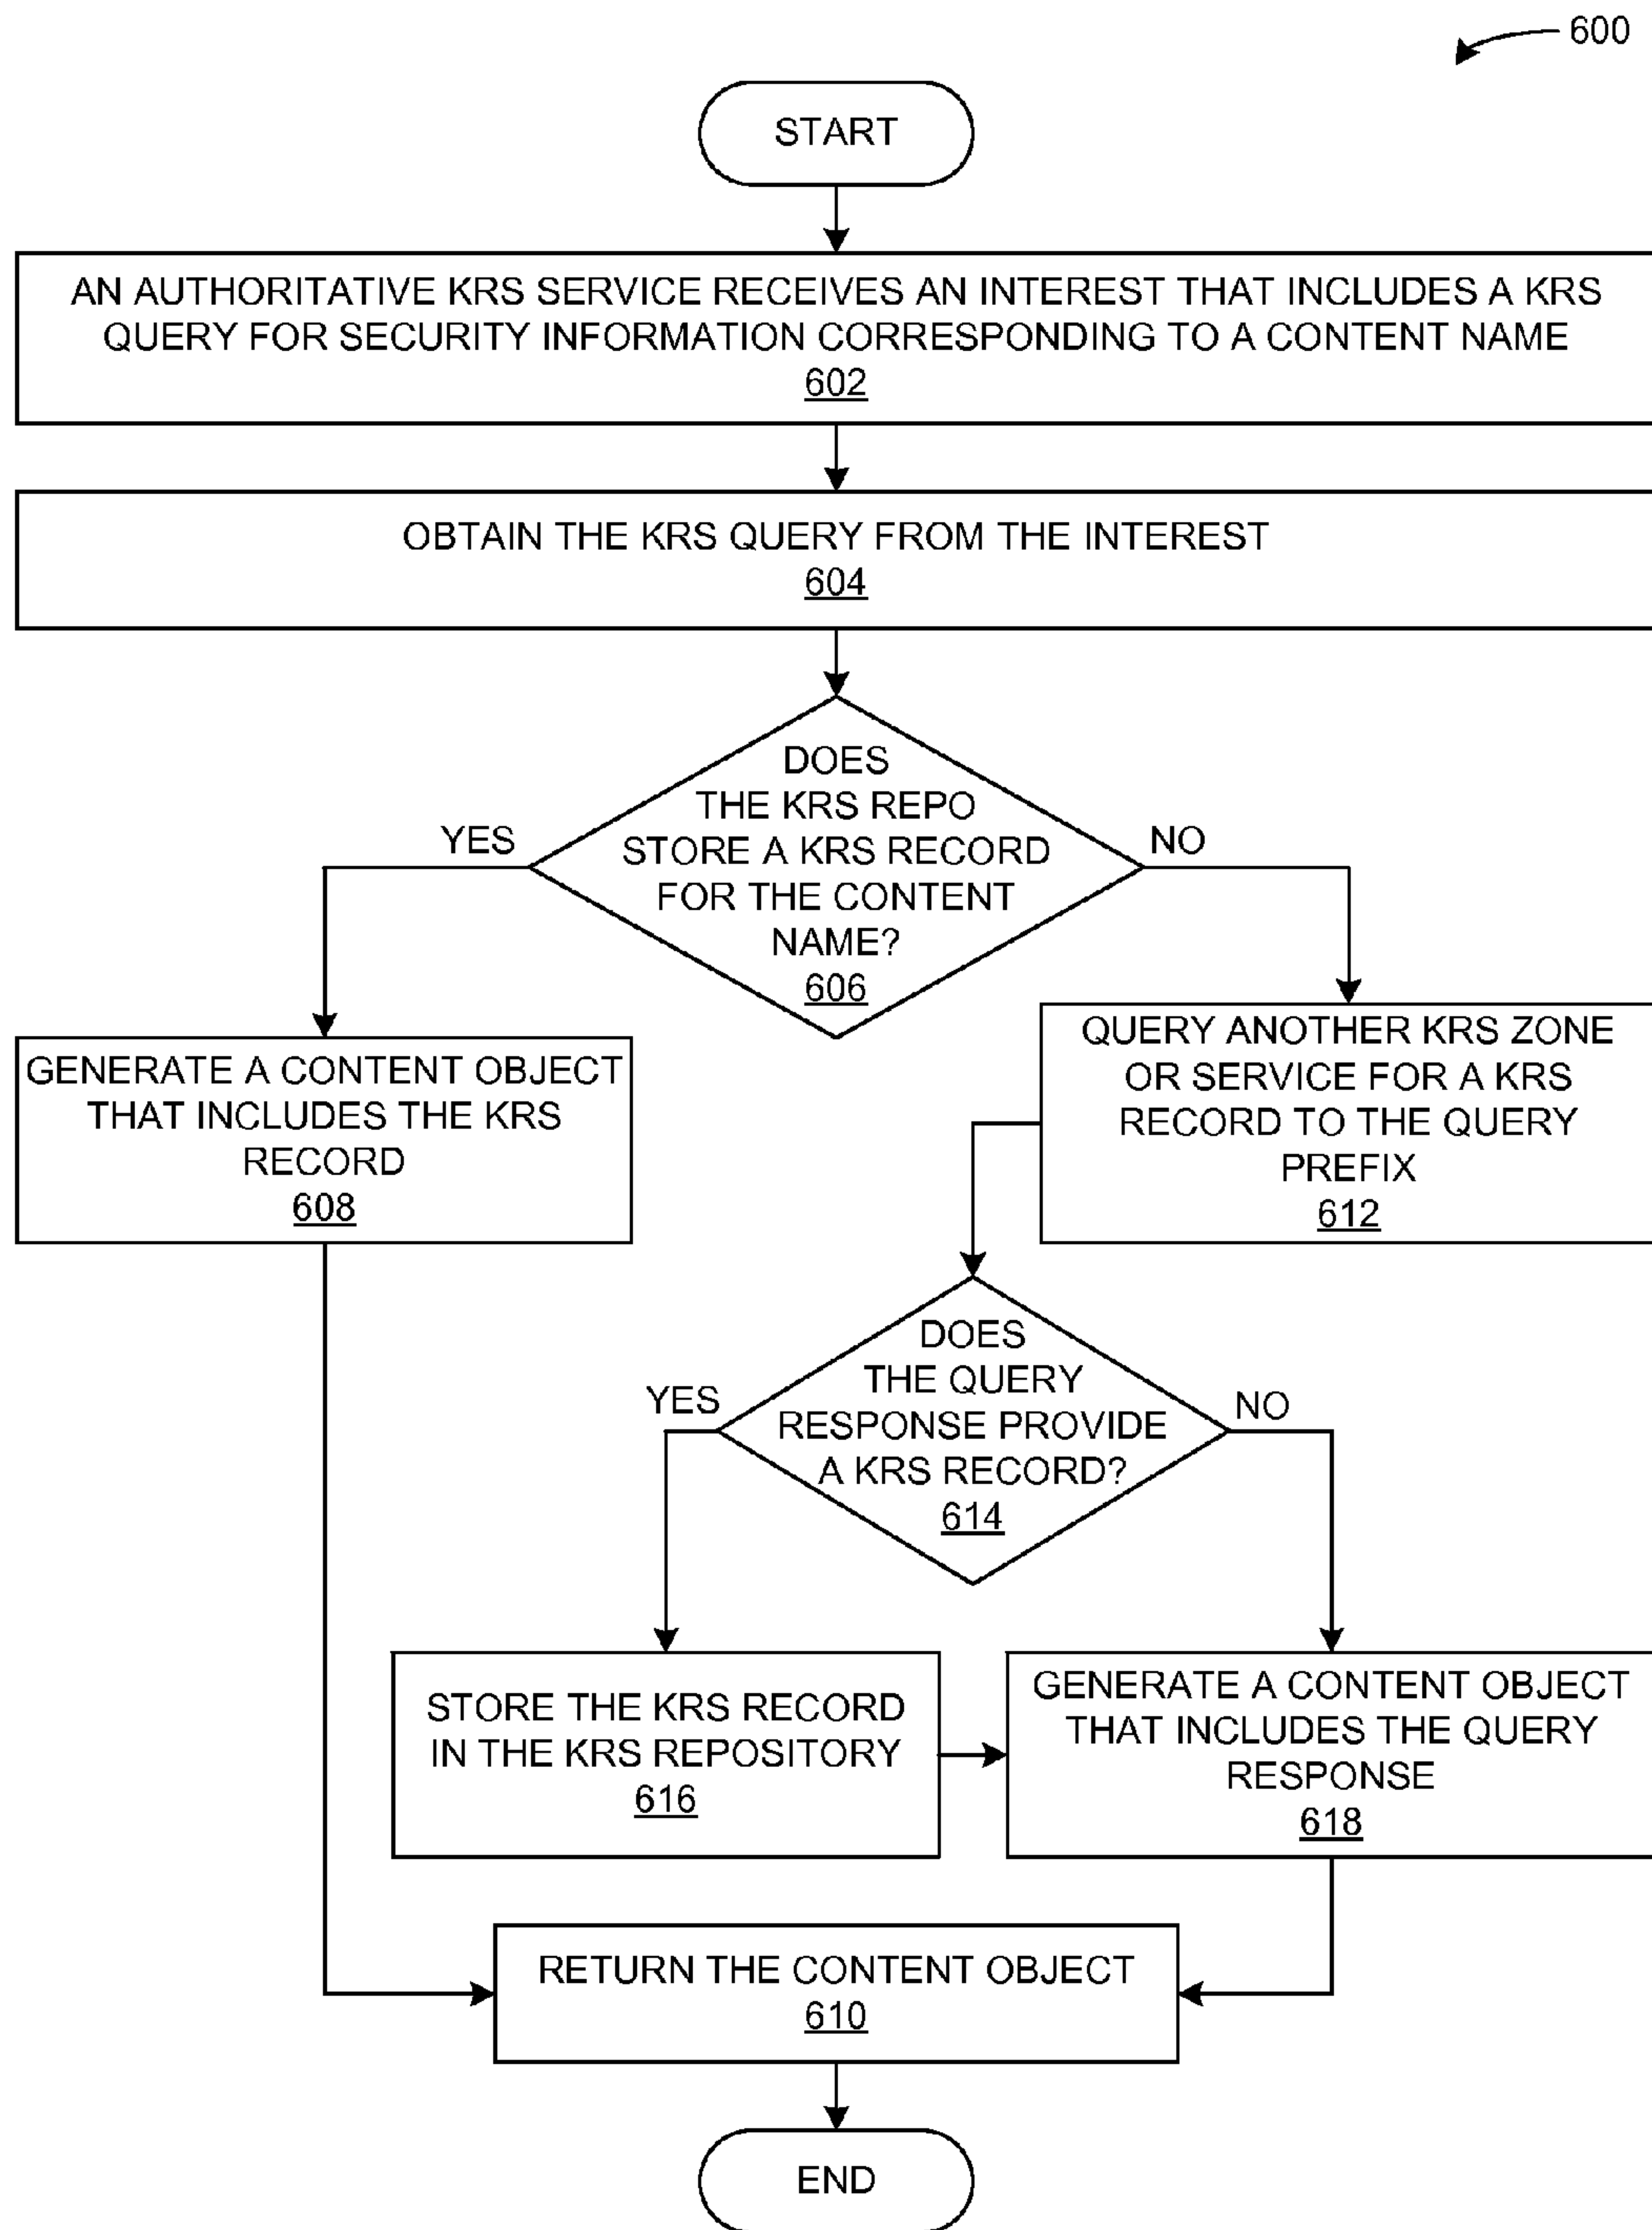 600
START
AN AUTHORITATIVE KRS SERVICE RECEIVES AN INTEREST THAT INCLUDES A KRS
QUERY FOR SECURITY INFORMATION CORRESPONDING TO A CONTENT NAME
602
OBTAIN THE KRS QUERY FROM THE INTEREST
604
DOES
THE KRS REPO
STORE A KRS RECORD
FOR THE CONTENT
NAME?
606
YES
NO
GENERATE A CONTENT OBJECT
THAT INCLUDES THE KRS
RECORD
608
QUERY ANOTHER KRS ZONE
OR SERVICE FOR A KRS
RECORD TO THE QUERY
PREFIX
612
DOES
THE QUERY
RESPONSE PROVIDE
A KRS RECORD?
614
YES
NO
STORE THE KRS RECORD
IN THE KRS REPOSITORY
616
GENERATE A CONTENT OBJECT
THAT INCLUDES THE QUERY
RESPONSE
618
RETURN THE CONTENT OBJECT
610
END